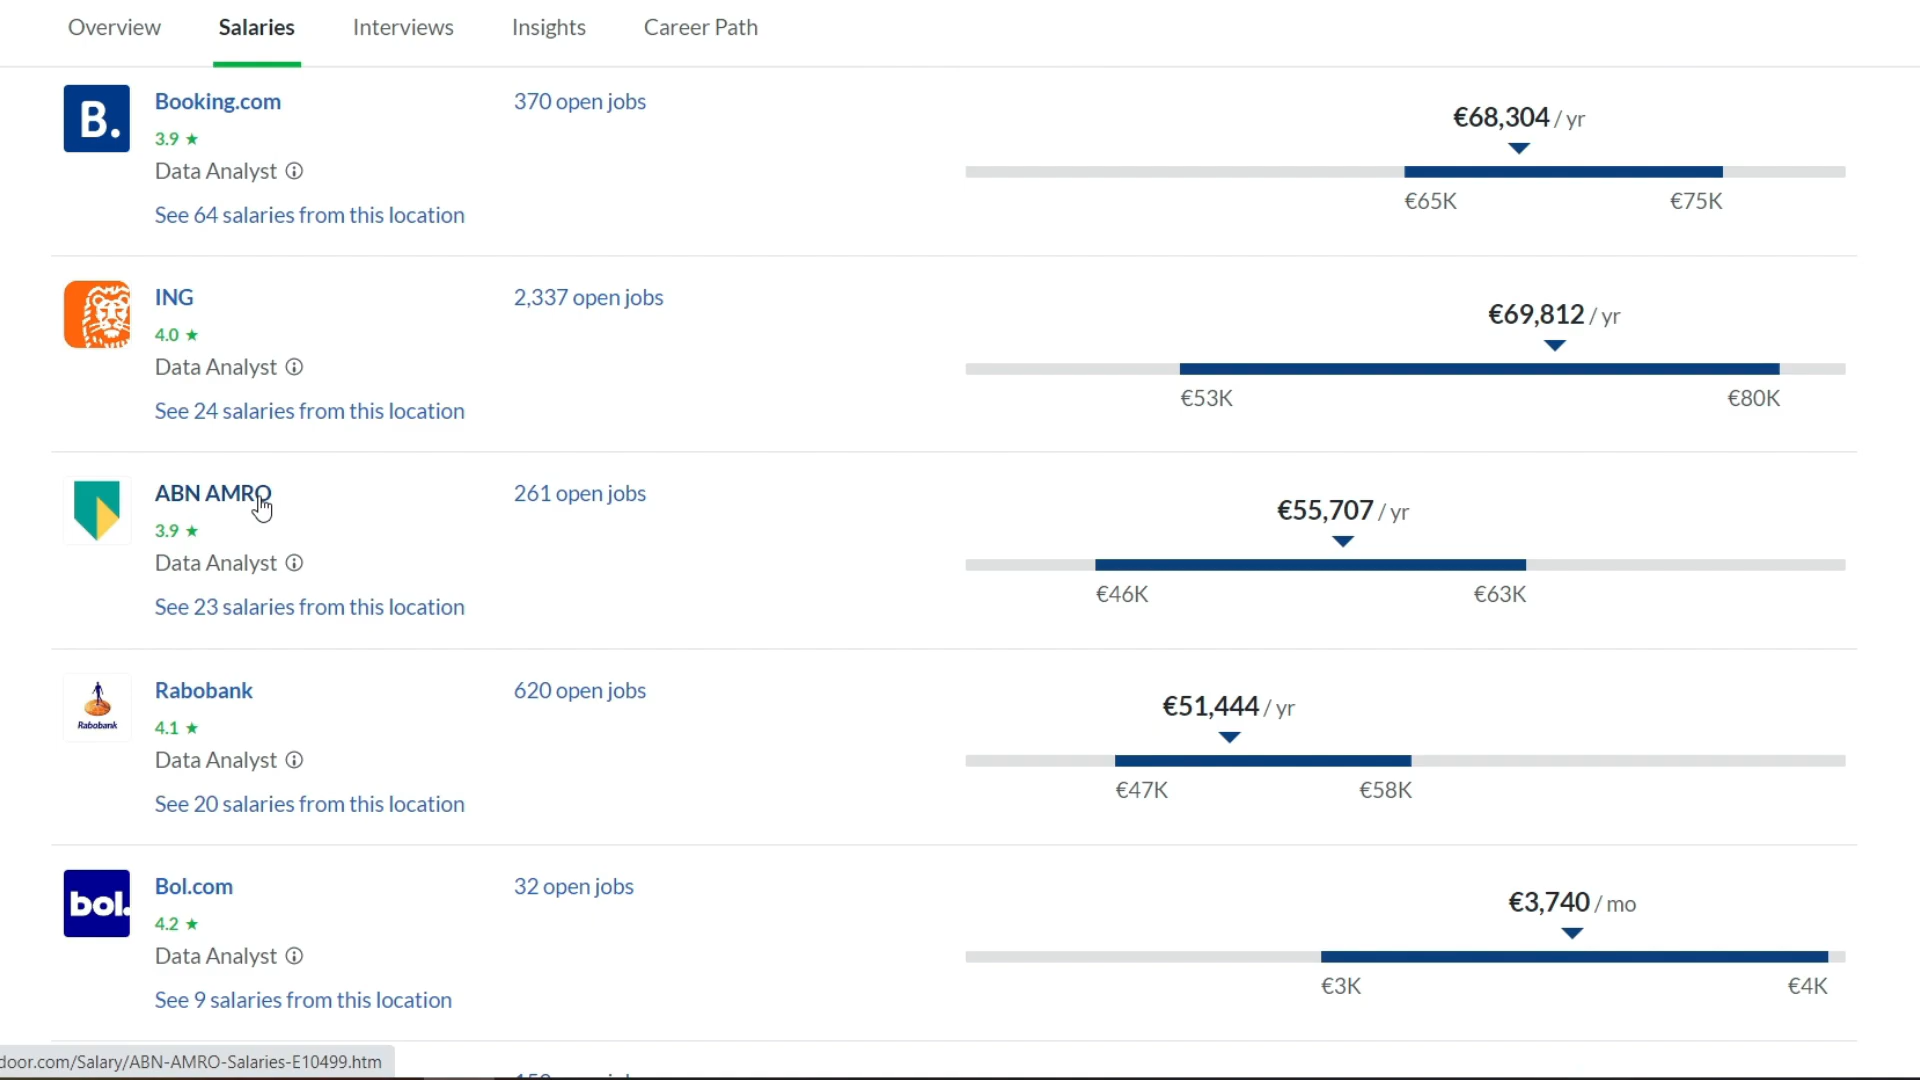 Overview Salaries Interviews Insights Career Path
B. Booking.com 370 open jobs €68,304 / yr
3.9 ★
Data Analyst
€65K €75K
See 64 salaries from this location
ING 2,337 open jobs €69,812 / yr
4.0 ★
Data Analyst
€53K €80K
See 24 salaries from this location
ABN AMRO 261 open jobs €55,707 / yr
3.9 ★
Data Analyst
€46K €63K
See 23 salaries from this location
Rabobank 620 open jobs €51,444 / yr
Rabobank
4.1 ★
Data Analyst
€47K €58K
See 20 salaries from this location
bol. Bol.com 32 open jobs €3,740 / mo
4.2 ★
Data Analyst
€3K €4K
See 9 salaries from this location
door.com/Salary/ABN-AMRO-Salaries-E10499.htm